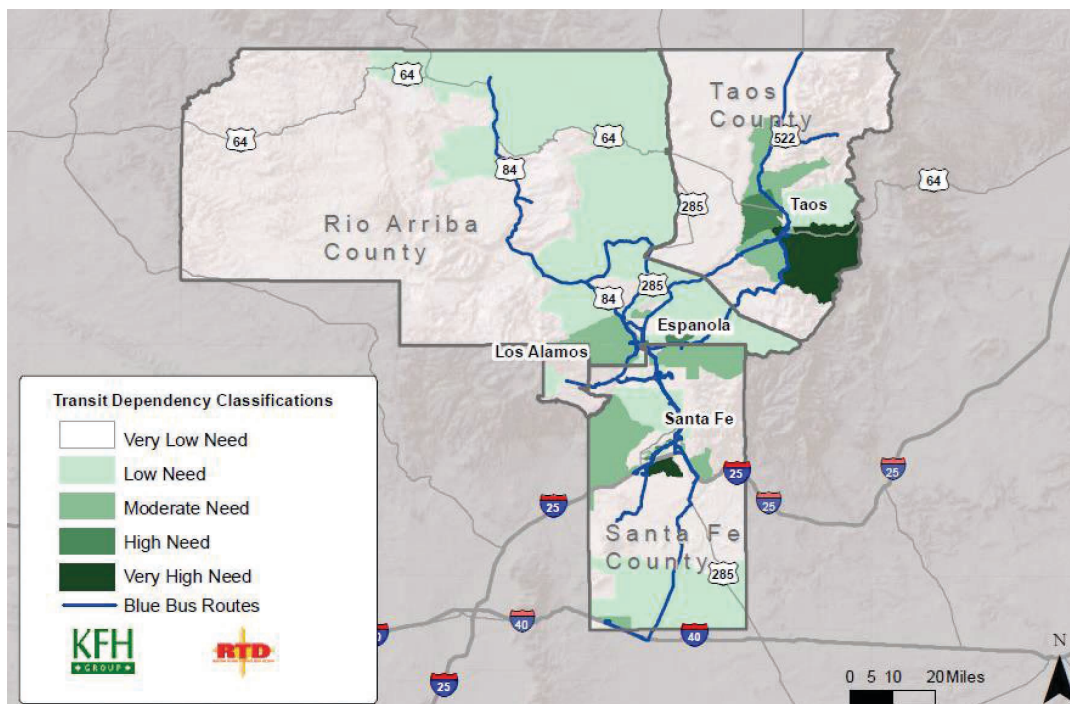 64
64
64
84
Taos
County
522
64
Taos
285
Rio Arriba
County
84
285
Espanola
Los Alamos
Santa Fe
25
25
25
25
Santa Fe
County
285
40
40
25
Transit Dependency Classifications
Very Low Need
Low Need
Moderate Need
High Need
Very High Need
Blue Bus Routes
KFH
GROUP
RTD
N
0 5 10 20 Miles